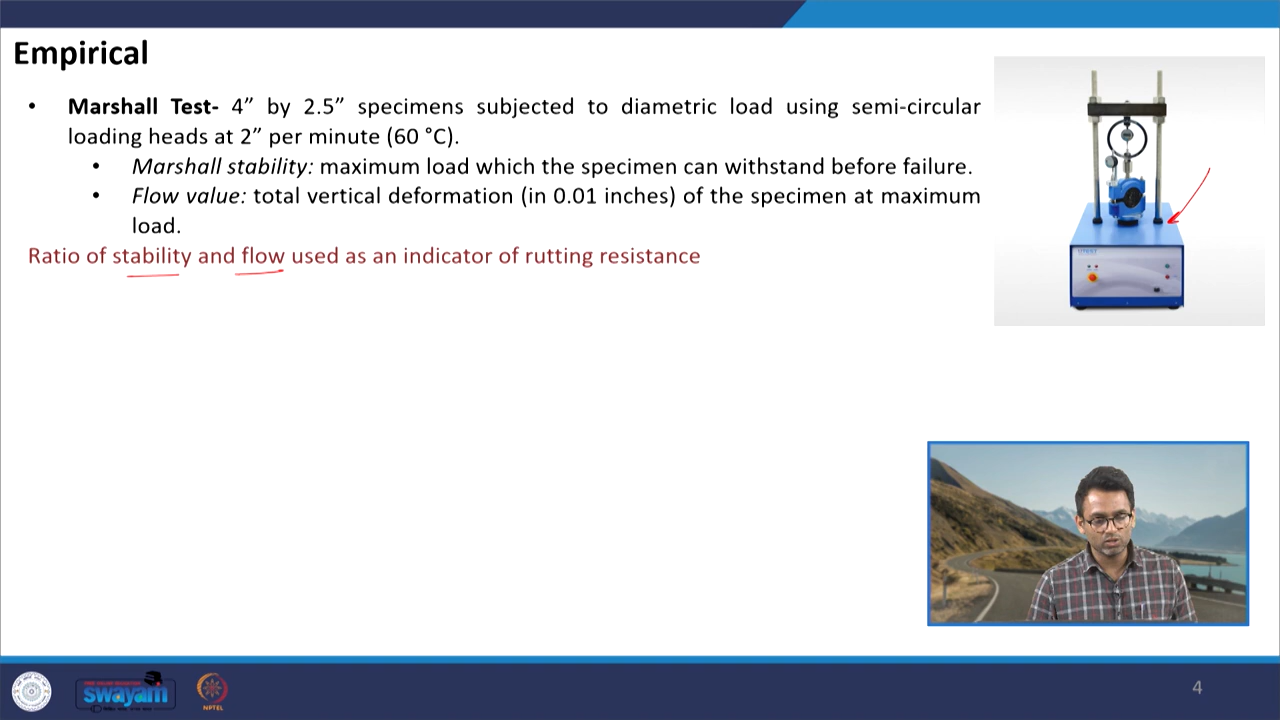 Empirical
• Marshall Test- 4” by 2.5” specimens subjected to diametric load using semi-circular
loading heads at 2” per minute (60 °C).
• Marshall stability: maximum load which the specimen can withstand before failure.
• Flow value: total vertical deformation (in 0.01 inches) of the specimen at maximum
load.
Ratio of stability and flow used as an indicator of rutting resistance
swayam
NPTEL
4